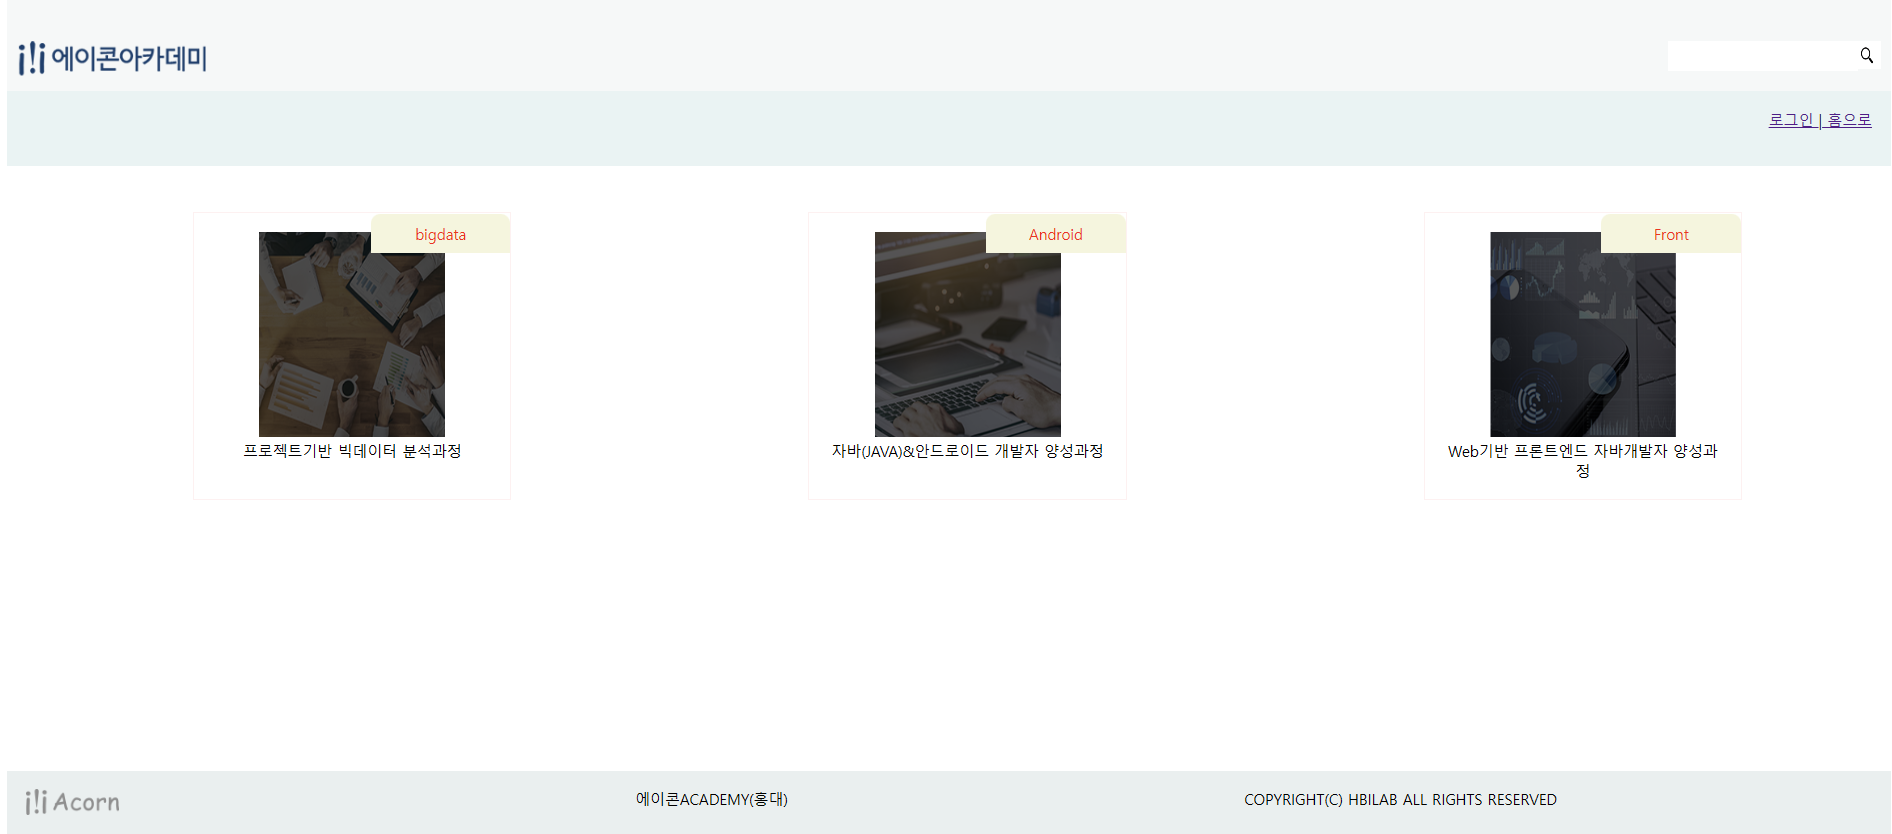 에이콘아카데미
로그인 | 홈으로
bigdata
프로젝트기반 빅데이터 분석과정
Android
자바(JAVA)&안드로이드 개발자 양성과정
Front
Web기반 프론트엔드 자바개발자 양성과
정
Acorn
에이콘ACADEMY(홍대)
COPYRIGHT(C) HBILAB ALL RIGHTS RESERVED